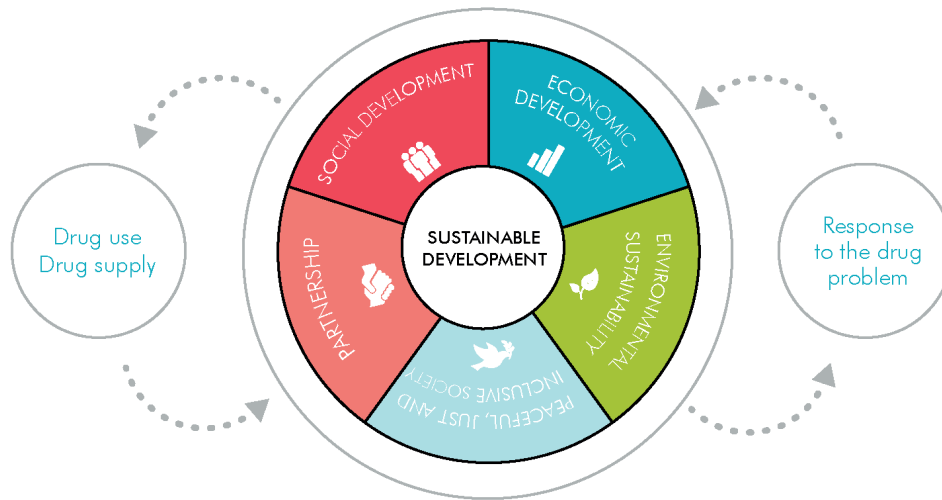 SOCIAL DEVELOPMENT
ECONOMIC
DEVELOPMENT
Drug use
Drug supply
SUSTAINABLE
DEVELOPMENT
Response
to the drug
problem
PARTNERSHIP
ENVIRONMENTAL
SUSTAINABILITY
PEACEFUL, JUST AND
INCLUSIVE SOCIETY